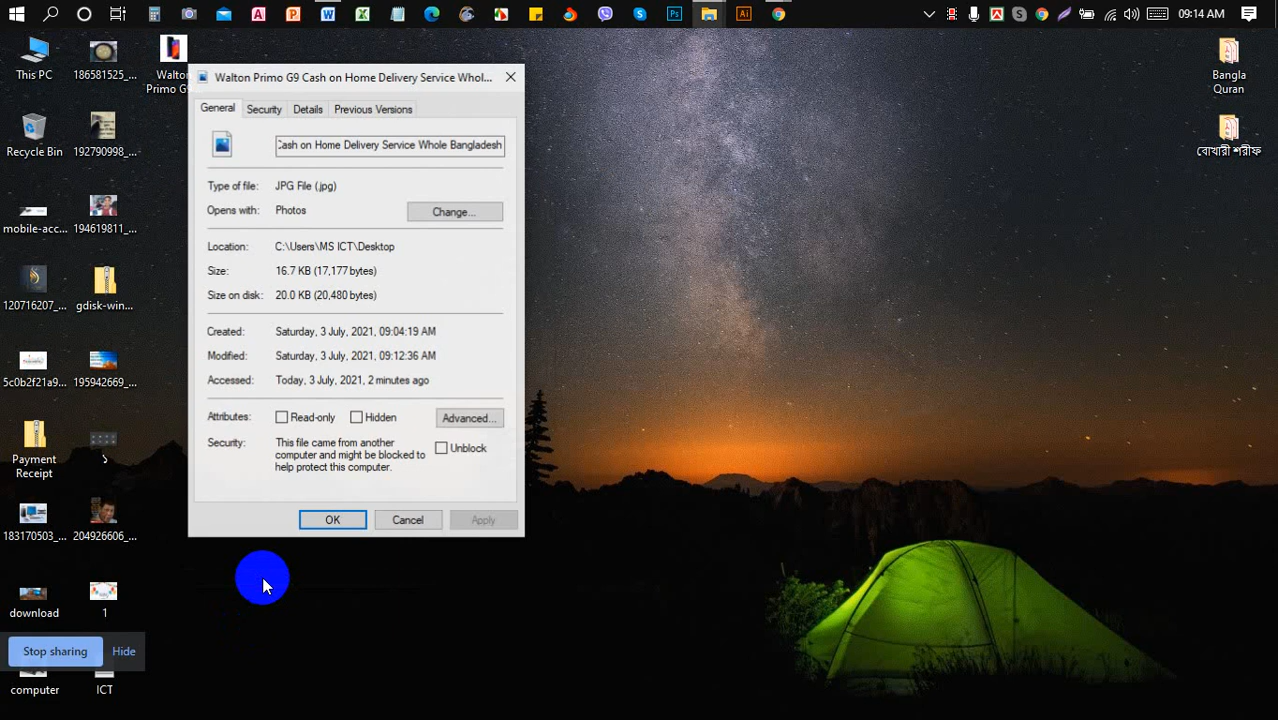 09:14 AM
This PC
186581525_...
Walton
Primo G9
Recycle Bin
192790998_...
mobile-acc...
194619811_...
120716207_...
gdisk-win...
5c0b2f21a9...
195942669_...
Payment
Receipt
১
183170503_...
204926606_...
download
1
Stop sharing
Hide
computer
ICT
Walton Primo G9 Cash on Home Delivery Service Whol...
General
Security
Details
Previous Versions
Cash on Home Delivery Service Whole Bangladesh
Type of file: JPG File (.jpg)
Opens with: Photos
Change...
Location: C:\Users\MS ICT\Desktop
Size: 16.7 KB (17,177 bytes)
Size on disk: 20.0 KB (20,480 bytes)
Created: Saturday, 3 July, 2021, 09:04:19 AM
Modified: Saturday, 3 July, 2021, 09:12:36 AM
Accessed: Today, 3 July, 2021, 2 minutes ago
Attributes: Read-only Hidden Advanced...
Security: This file came from another
computer and might be blocked to
help protect this computer.
Unblock
OK
Cancel
Apply
Bangla
Quran
বোখারী শরীফ